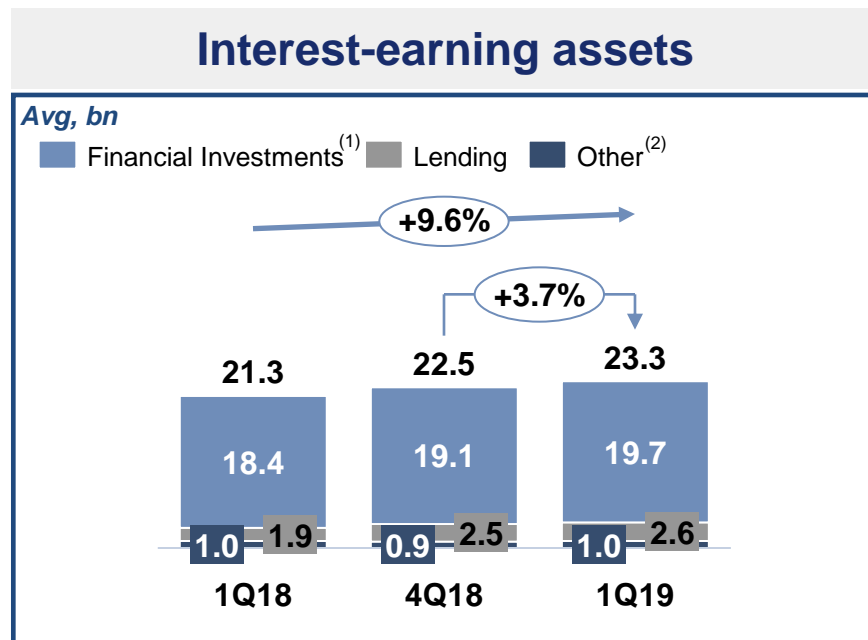 Interest-earning assets
Avg, bn
Financial Investments(1) Lending Other(2)
+9.6%
+3.7%
21.3 22.5 23.3
18.4 19.1 19.7
1.9 2.5 2.6
1.0 0.9 1.0
1Q18 4Q18 1Q19